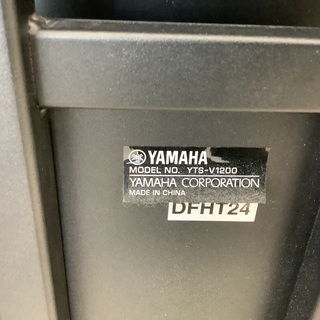 YAMAHA
MODEL NO. YTS-V1200
YAMAHA CORPORATION
MADE IN CHINA
DFHT24